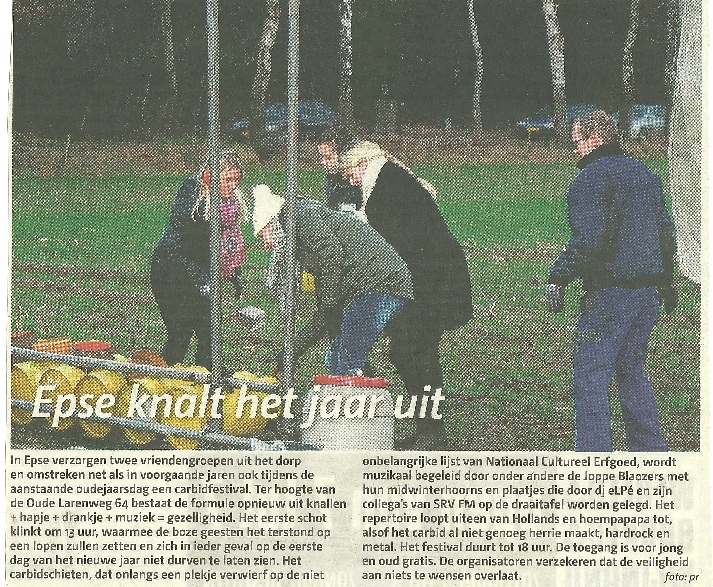 Epse knalt het jaar uit
In Epse verzorgen twee vriendengroepen uit het dorp
en omstreken net als in voorgaande jaren ook tijdens de
aanstaande oudejaarsdag een carbidfestival. Ter hoogte van
de Oude Larenweg 64 bestaat de formule opnieuw uit knallen
+ hapje + drankje + muziek = gezelligheid. Het eerste schot
klinkt om 13 uur, waarmee de boze geesten het terstond op
een lopen zullen zetten en zich in ieder geval op de eerste
dag van het nieuwe jaar niet durven te laten zien. Het
carbidschieten, dat onlangs een plekje verwierf op de niet
onbelangrijke lijst van Nationaal Cultureel Erfgoed, wordt
muzikaal begeleid door onder andere de Joppe Blaozers met
hun midwinterhoorns en plaatjes die door dj eLPé en zijn
collega's van SRV FM op de draaitafel worden gelegd. Het
repertoire loopt uiteen van Hollands en hoempapapa tot,
alsof het carbid al niet genoeg herrie maakt, hardrock en
metal. Het festival duurt tot 18 uur. De toegang is voor jong
en oud gratis. De organisatoren verzekeren dat de veiligheid
aan niets te wensen overlaat. foto: pr